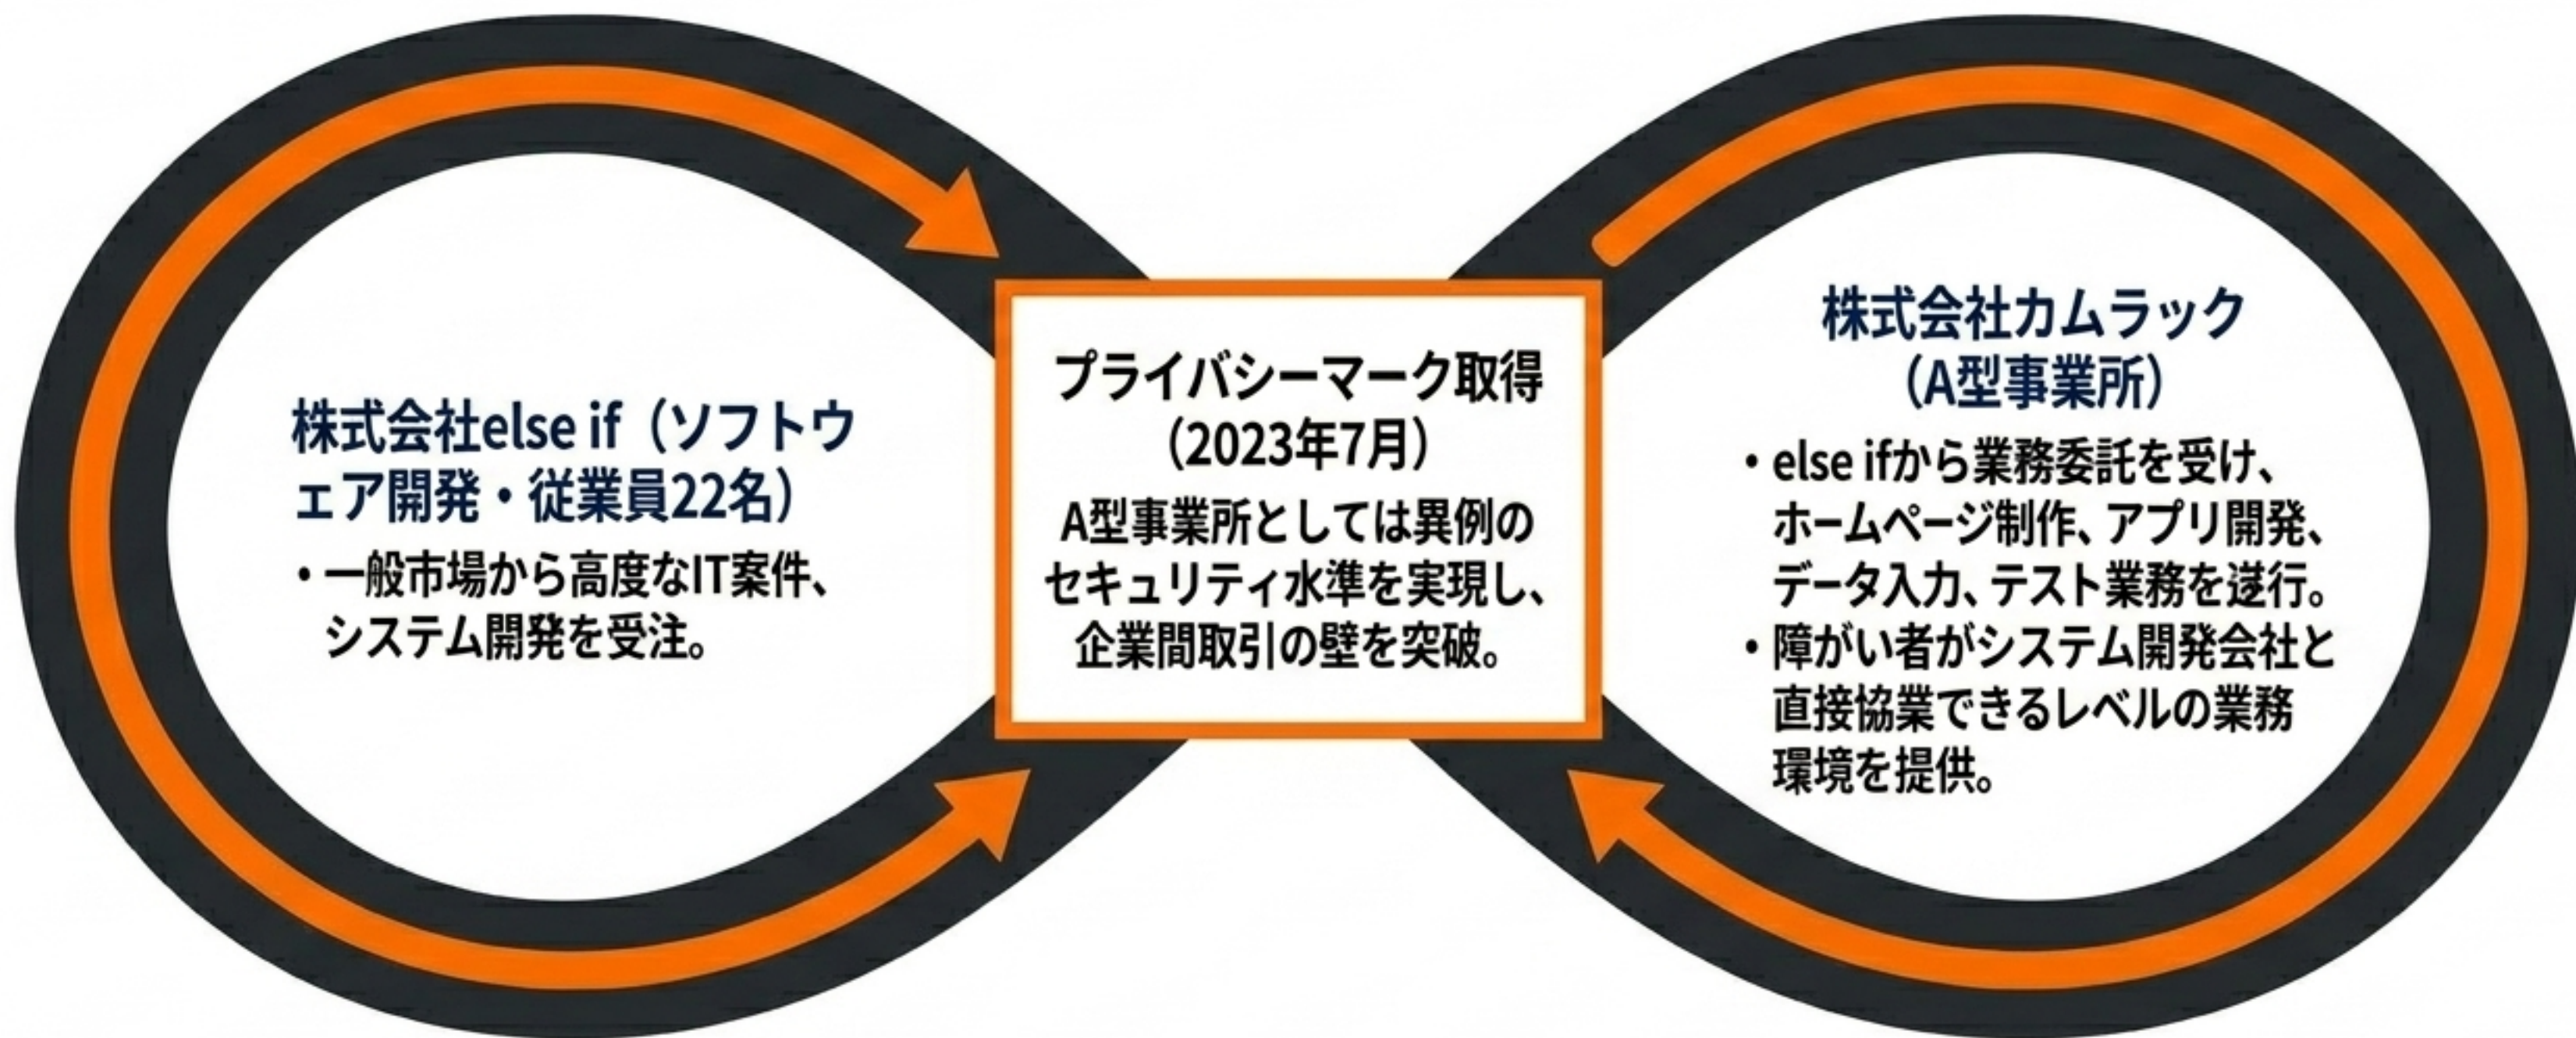 株式会社else if（ソフトウ
ェア開発・従業員22名）
・一般市場から高度なIT案件、
システム開発を受注。
プライバシーマーク取得
（2023年7月）
A型事業所としては異例の
セキュリティ水準を実現し、
企業間取引の壁を突破。
株式会社カムラック
（A型事業所）
・else ifから業務委託を受け、
ホームページ制作、アプリ開発、
データ入力、テスト業務を遂行。
・障がい者がシステム開発会社と
直接協業できるレベルの業務
環境を提供。